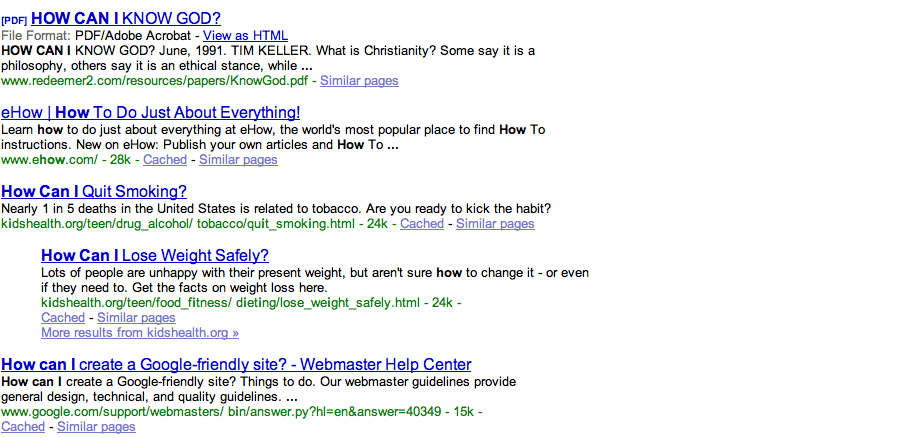 [PDF] HOW CAN I KNOW GOD?
File Format: PDF/Adobe Acrobat - View as HTML
HOW CAN I KNOW GOD? June, 1991. TIM KELLER. What is Christianity? Some say it is a
philosophy, others say it is an ethical stance, while ...
www.redeemer2.com/resources/papers/KnowGod.pdf - Similar pages
eHow | How To Do Just About Everything!
Learn how to do just about everything at eHow, the world's most popular place to find How To
instructions. New on eHow: Publish your own articles and How To ...
www.ehow.com/ - 28k - Cached - Similar pages
How Can I Quit Smoking?
Nearly 1 in 5 deaths in the United States is related to tobacco. Are you ready to kick the habit?
kidshealth.org/teen/drug_alcohol/ tobacco/quit_smoking.html - 24k - Cached - Similar pages
How Can I Lose Weight Safely?
Lots of people are unhappy with their present weight, but aren't sure how to change it - or even
if they need to. Get the facts on weight loss here.
kidshealth.org/teen/food_fitness/ dieting/lose_weight_safely.html - 24k -
Cached - Similar pages
More results from kidshealth.org »
How can I create a Google-friendly site? - Webmaster Help Center
How can I create a Google-friendly site? Things to do. Our webmaster guidelines provide
general design, technical, and quality guidelines. ...
www.google.com/support/webmasters/ bin/answer.py?hl=en&answer=40349 - 15k -
Cached - Similar pages